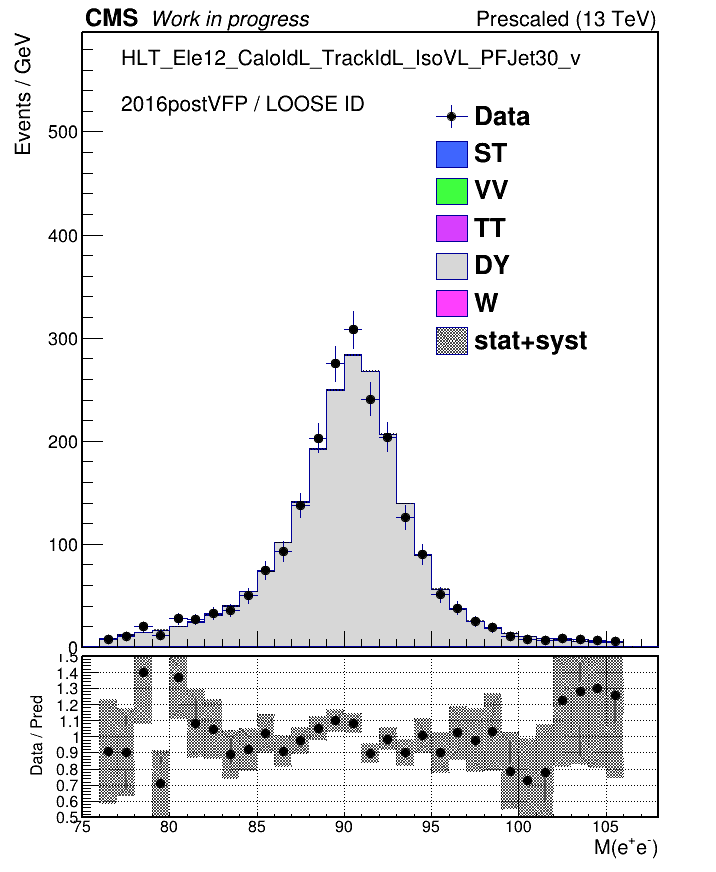 CMS Work in progress Prescaled (13 TeV)
HLT_Ele12_CaloIdL_TrackIdL_IsoVL_PFJet30_v
2016postVFP / LOOSE ID
Events / GeV
500
400
300
200
100
0
Data
ST
VV
TT
DY
W
stat+syst
Data / Pred
1.5
1.4
1.3
1.2
1.1
1
0.9
0.8
0.7
0.6
0.5
75 80 85 90 95 100 105
M(e⁺e⁻)